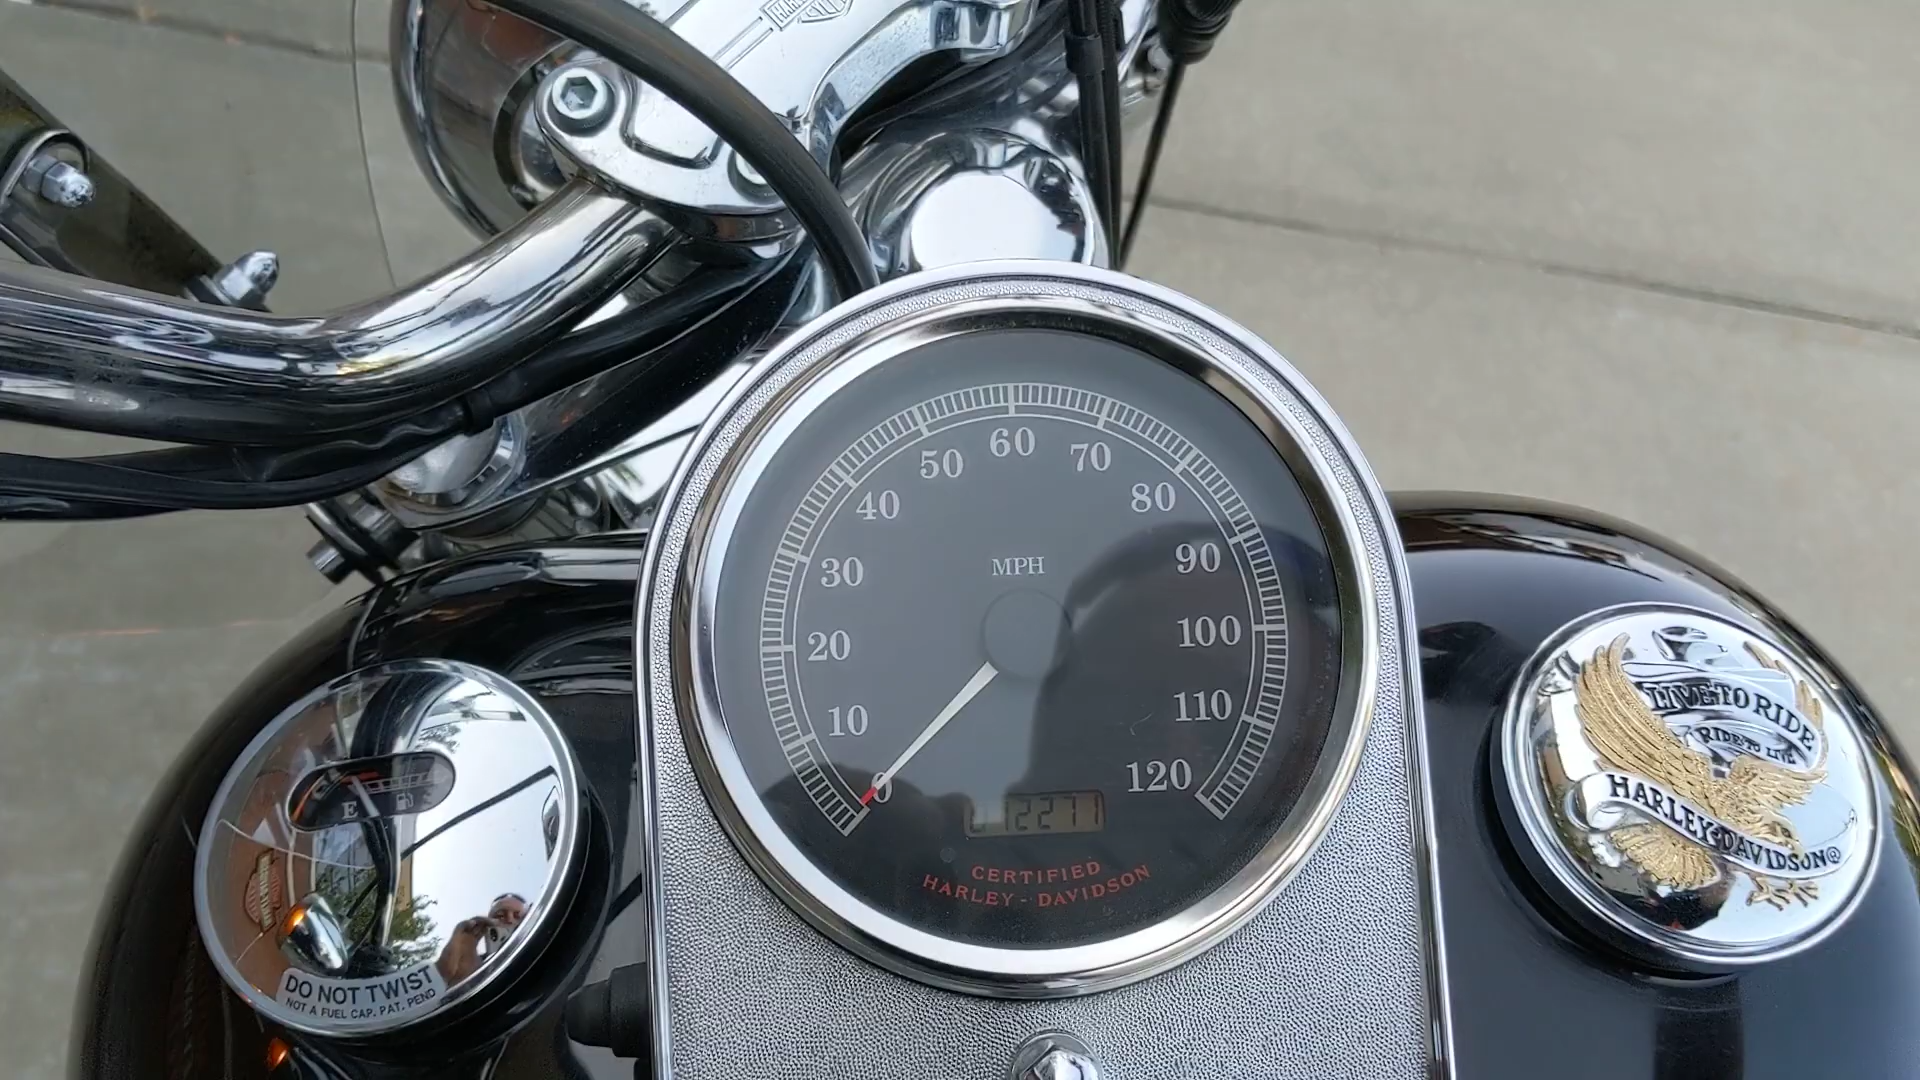 50 60 70
40 80
30 MPH 90
20 100
10 110
0 120
12271
CERTIFIED
HARLEY-DAVIDSON
E
DO NOT TWIST
NOT A FUEL CAP. PAT. PEND
LIVE TO RIDE
RIDE TO LIVE
HARLEY-DAVIDSON®